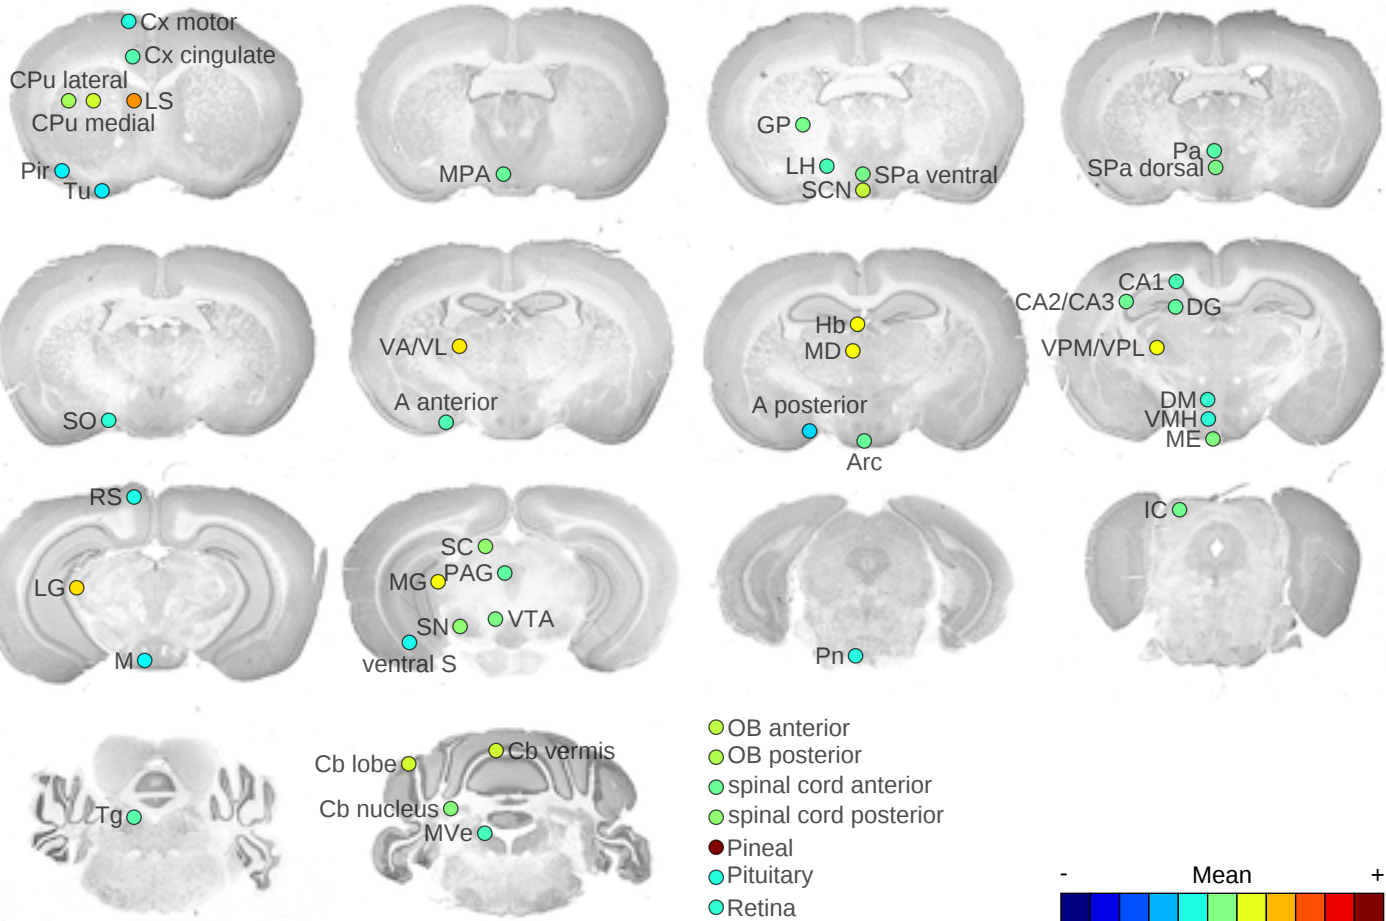 Cx motor
Cx cingulate
CPu lateral
LS
CPu medial
Pir
Tu
MPA
GP
LH
SPa ventral
SCN
Pa
SPa dorsal
SO
VA/VL
A anterior
Hb
MD
A posterior
Arc
CA1
CA2/CA3
DG
VPM/VPL
DM
VMH
ME
RS
LG
M
SC
PAG
MG
VTA
SN
ventral S
Pn
IC
Tg
Cb vermis
Cb lobe
Cb nucleus
MVe
OB anterior
OB posterior
spinal cord anterior
spinal cord posterior
Pineal
Pituitary
Retina
- Mean +